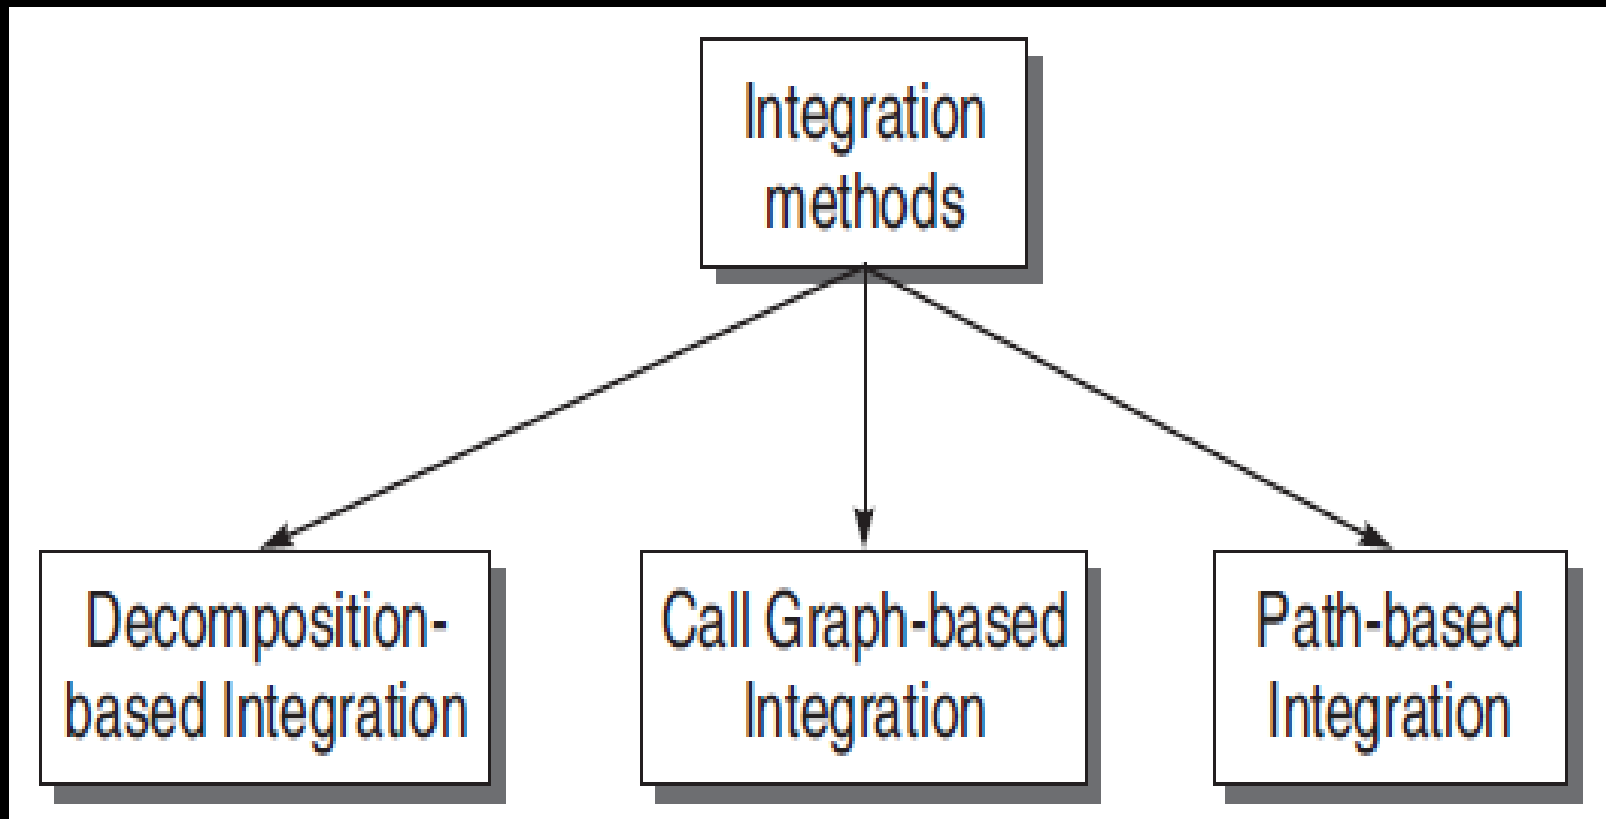 Integration
methods
Decomposition-
based Integration
Call Graph-based
Integration
Path-based
Integration